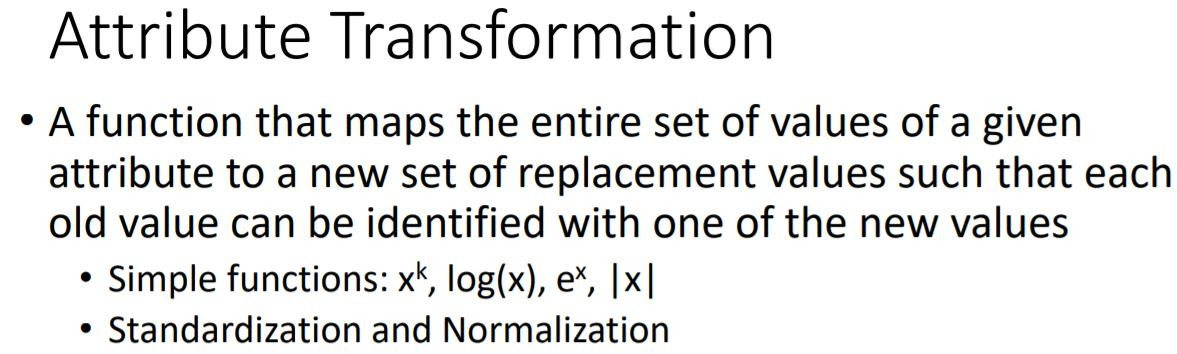 Attribute Transformation
• A function that maps the entire set of values of a given
attribute to a new set of replacement values such that each
old value can be identified with one of the new values
• Simple functions: xᵏ, log(x), eˣ, |x|
• Standardization and Normalization